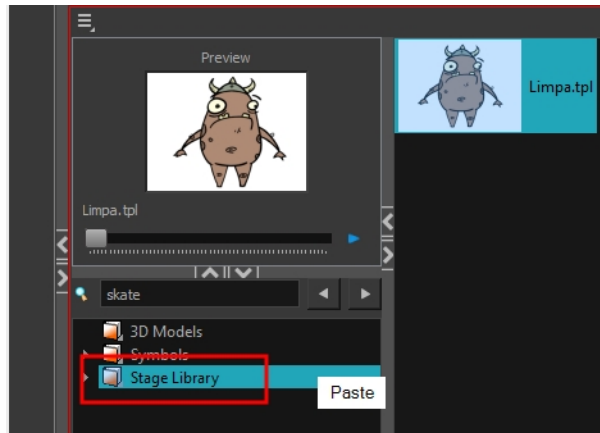 Preview
Limpa.tpl
Limpa.tpl
skate
3D Models
Symbols
Stage Library
Paste